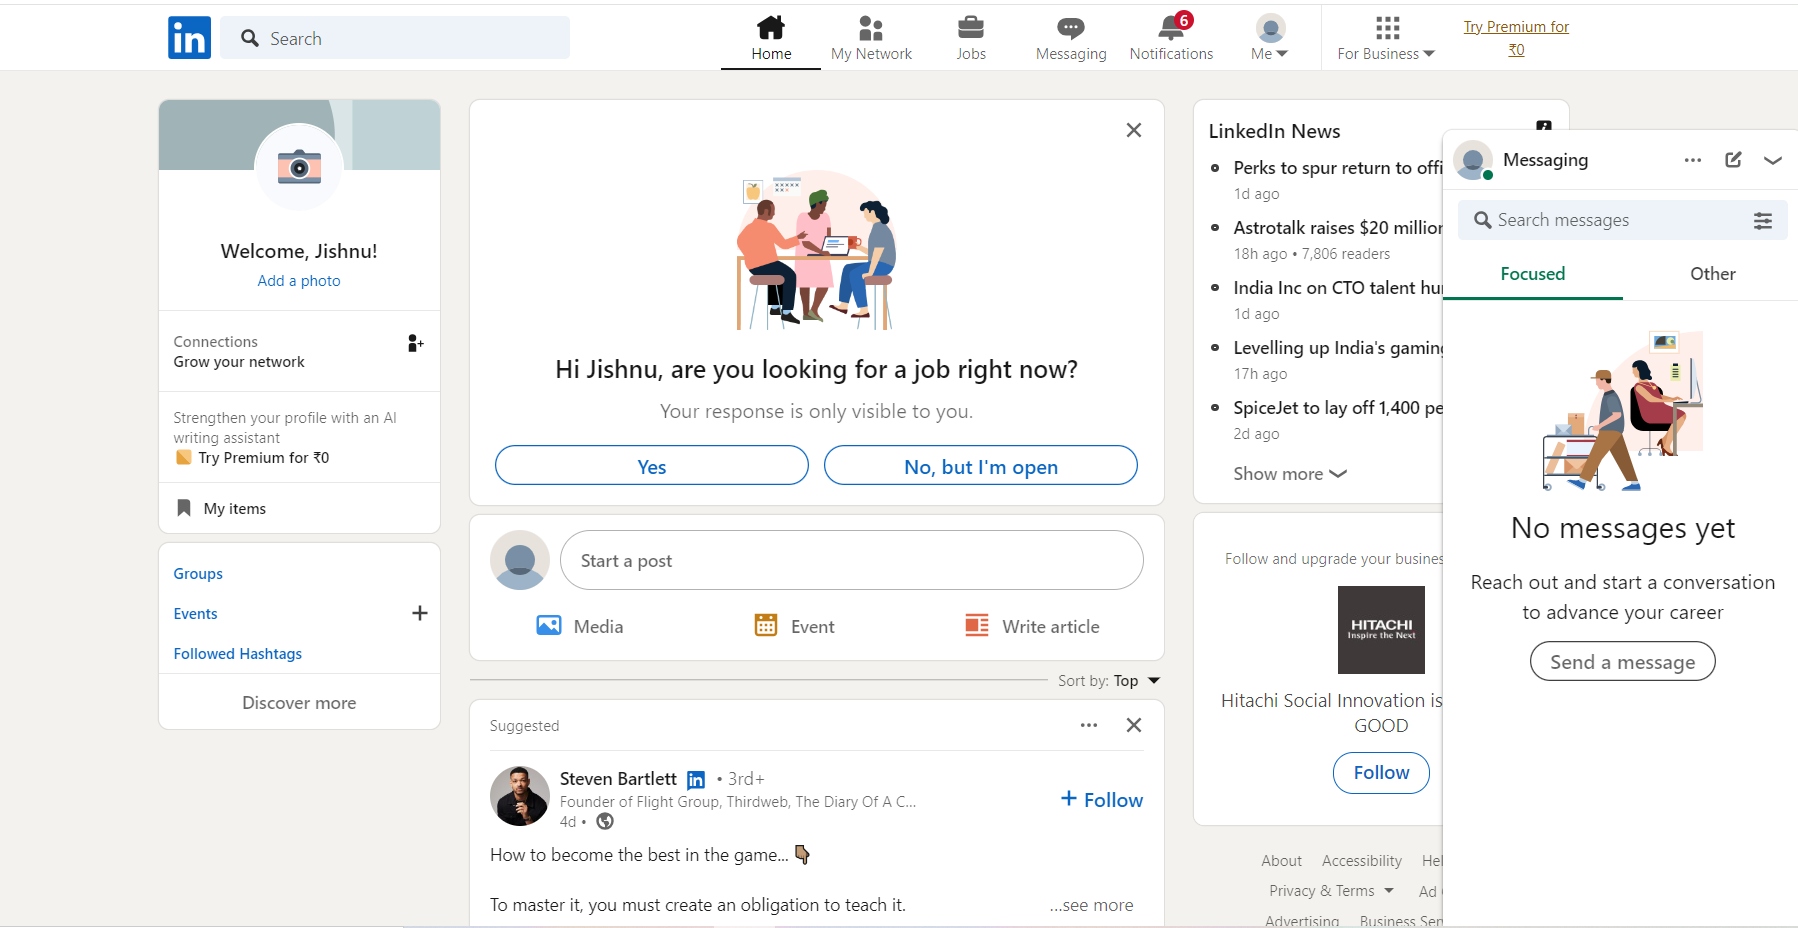 in
Search
Home
My Network
Jobs
Messaging
6
Notifications
Me
For Business
Try Premium for
₹0
Welcome, Jishnu!
Add a photo
Connections
Grow your network
Strengthen your profile with an AI
writing assistant
Try Premium for ₹0
My items
Groups
Events
Followed Hashtags
Discover more
Hi Jishnu, are you looking for a job right now?
Your response is only visible to you.
Yes
No, but I'm open
Start a post
Media
Event
Write article
Sort by: Top
Suggested
Steven Bartlett in • 3rd+
Founder of Flight Group, Thirdweb, The Diary Of A C...
4d •
+ Follow
How to become the best in the game...
To master it, you must create an obligation to teach it.
...see more
LinkedIn News
Perks to spur return to offi
1d ago
Astrotalk raises $20 million
18h ago • 7,806 readers
India Inc on CTO talent hu
1d ago
Levelling up India's gaming
17h ago
SpiceJet to lay off 1,400 pe
2d ago
Show more
Follow and upgrade your busines
HITACHI
Inspire the Next
Hitachi Social Innovation is
GOOD
Follow
About Accessibility Hel
Privacy & Terms Ad
Advertising Business Ser
Messaging
Search messages
Focused
Other
No messages yet
Reach out and start a conversation
to advance your career
Send a message